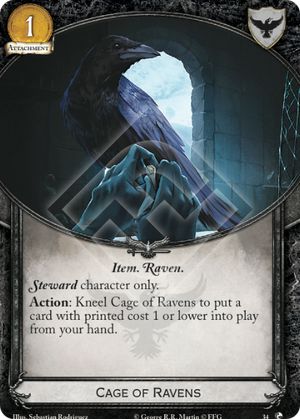 1
Attachment
Item. Raven.
Steward character only.
Action: Kneel Cage of Ravens to put a
card with printed cost 1 or lower into play
from your hand.
Cage of Ravens
Illus. Sebastian Rodriguez © George R.R. Martin © FFG 14